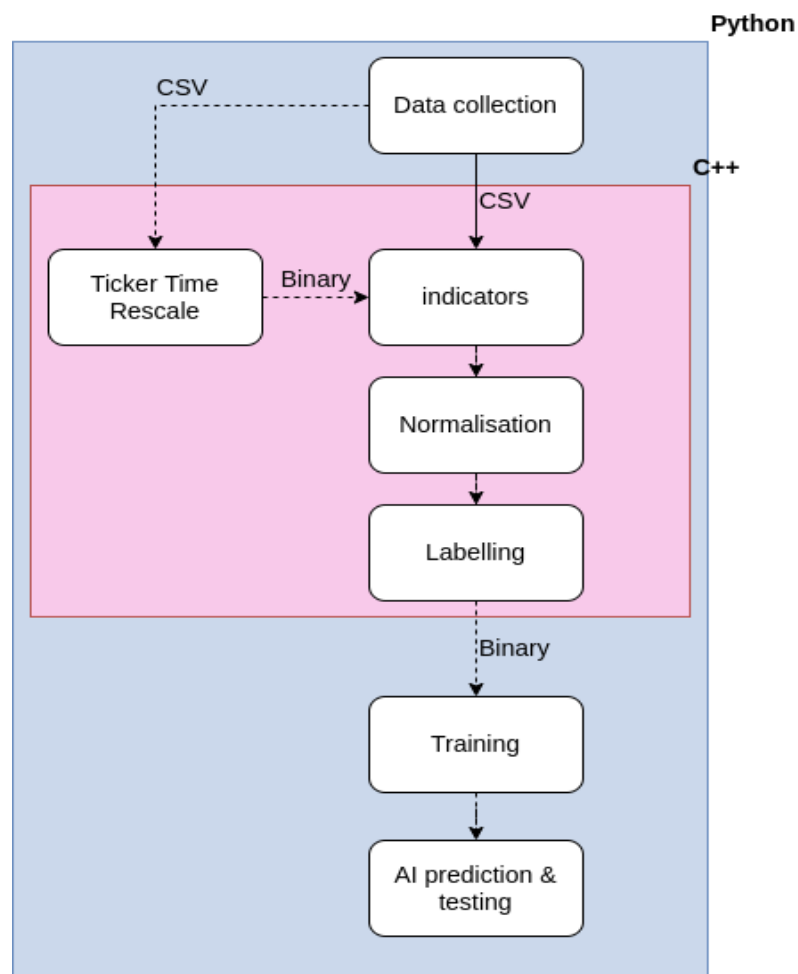 Python
CSV
Data collection
C++
CSV
Ticker Time
Rescale
Binary
indicators
Normalisation
Labelling
Binary
Training
AI prediction &
testing